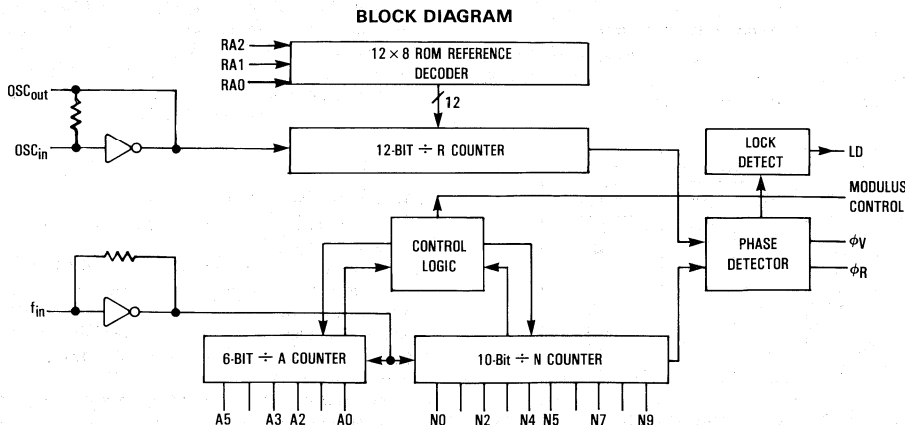 BLOCK DIAGRAM
RA2
RA1
RA0
12 × 8 ROM REFERENCE
DECODER
12
OSCout
OSCin
12-BIT ÷ R COUNTER
LOCK
DETECT
LD
MODULUS
CONTROL
CONTROL
LOGIC
PHASE
DETECTOR
ϕV
ϕR
fin
6-BIT ÷ A COUNTER
10-Bit ÷ N COUNTER
A5 A3 A2 A0 N0 N2 N4 N5 N7 N9